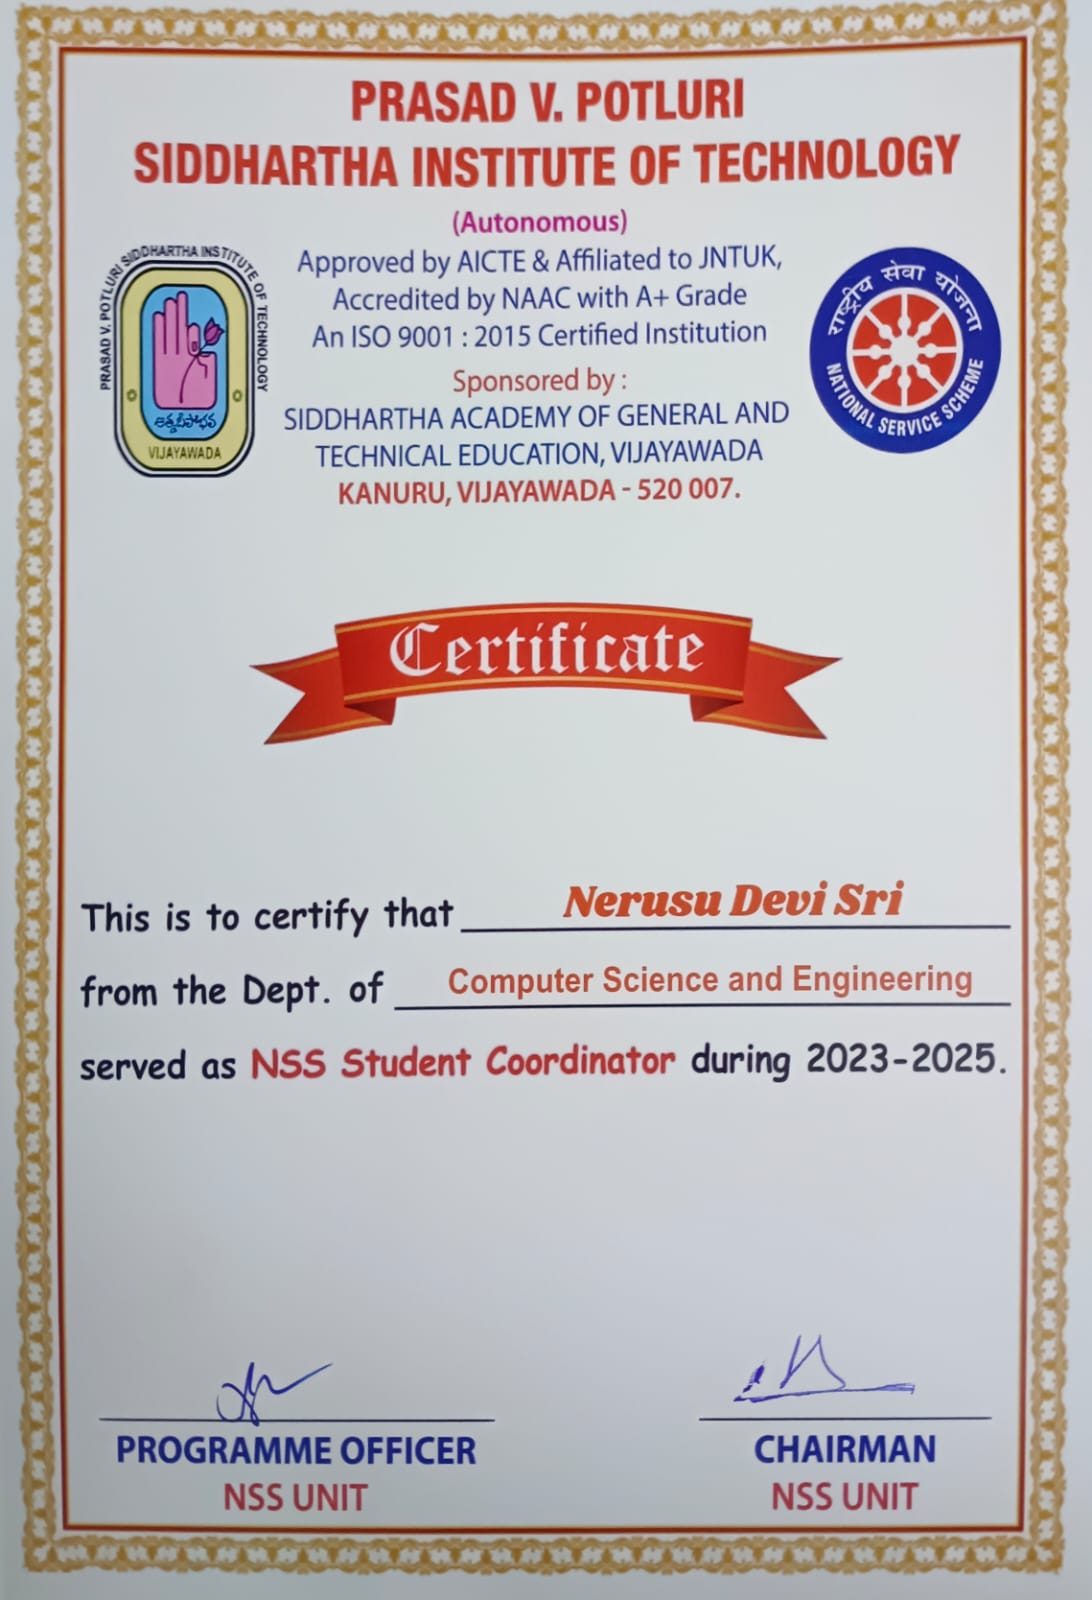 PRASAD V. POTLURI
SIDDHARTHA INSTITUTE OF TECHNOLOGY
(Autonomous)
Approved by AICTE & Affiliated to JNTUK,
Accredited by NAAC with A+ Grade
An ISO 9001 : 2015 Certified Institution
Sponsored by :
SIDDHARTHA ACADEMY OF GENERAL AND
TECHNICAL EDUCATION, VIJAYAWADA
KANURU, VIJAYAWADA - 520 007.
PRASAD V. POTLURI SIDDHARTHA INSTITUTE OF TECHNOLOGY
VIJAYAWADA
राष्ट्रीय सेवा योजना
NATIONAL SERVICE SCHEME
Certificate
This is to certify that Nerusu Devi Sri
from the Dept. of Computer Science and Engineering
served as NSS Student Coordinator during 2023-2025.
PROGRAMME OFFICER
NSS UNIT
CHAIRMAN
NSS UNIT